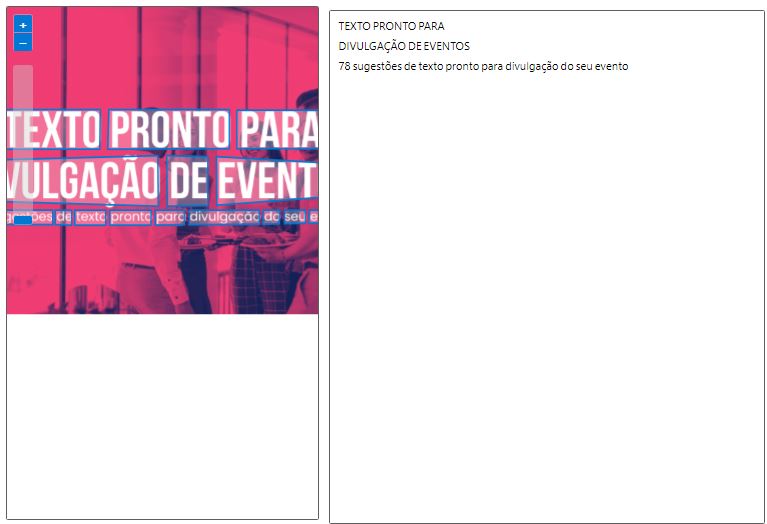 +
–
TEXTO PRONTO PARA
VULGAÇÃO DE EVENT
gestões de texto pronto para divulgação do seu e
TEXTO PRONTO PARA
DIVULGAÇÃO DE EVENTOS
78 sugestões de texto pronto para divulgação do seu evento